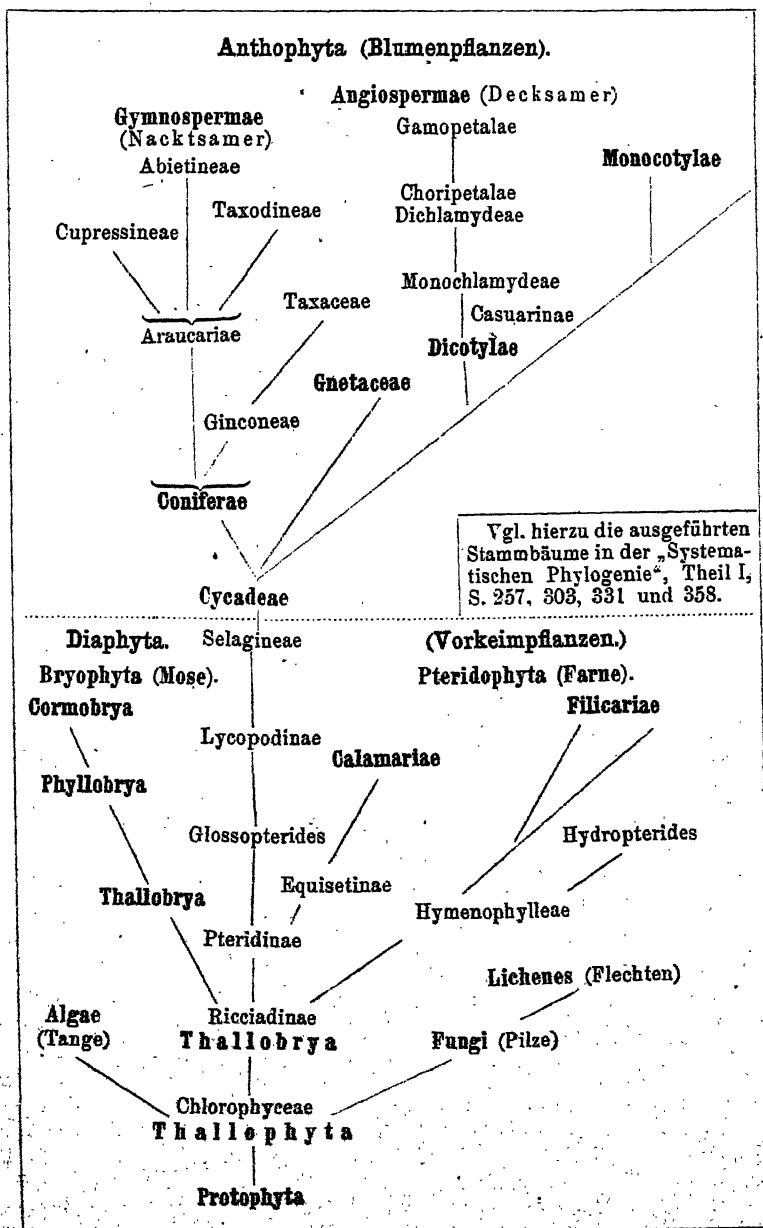 Anthophyta (Blumenpflanzen).
Angiospermae (Decksamer)
Gymnospermae
(Nacktsamer)
Gamopetalae
Abietineae
Monocotylae
Choripetalae
Dichlamydeae
Taxodineae
Cupressineae
Monochlamydeae
Taxaceae
Casuarinae
Araucariae
Dicotylae
Gnetaceae
Ginconeae
Coniferae
Vgl. hierzu die ausgeführten
Stammbäume in der „Systema-
tischen Phylogenie“, Theil I,
S. 257, 303, 331 und 358.
Cycadeae
Diaphyta. Selagineae (Vorkeimpflanzen.)
Bryophyta (Mose). Pteridophyta (Farne).
Cormobrya
Filicariae
Lycopodinae
Calamariae
Phyllobrya
Glossopterides
Hydropterides
Equisetinae
Thallobrya
Hymenophylleae
Pteridinae
Lichenes (Flechten)
Algae
(Tange)
Ricciadinae
Thallobrya
Fungi (Pilze)
Chlorophyceae
Thallophyta
Protophyta